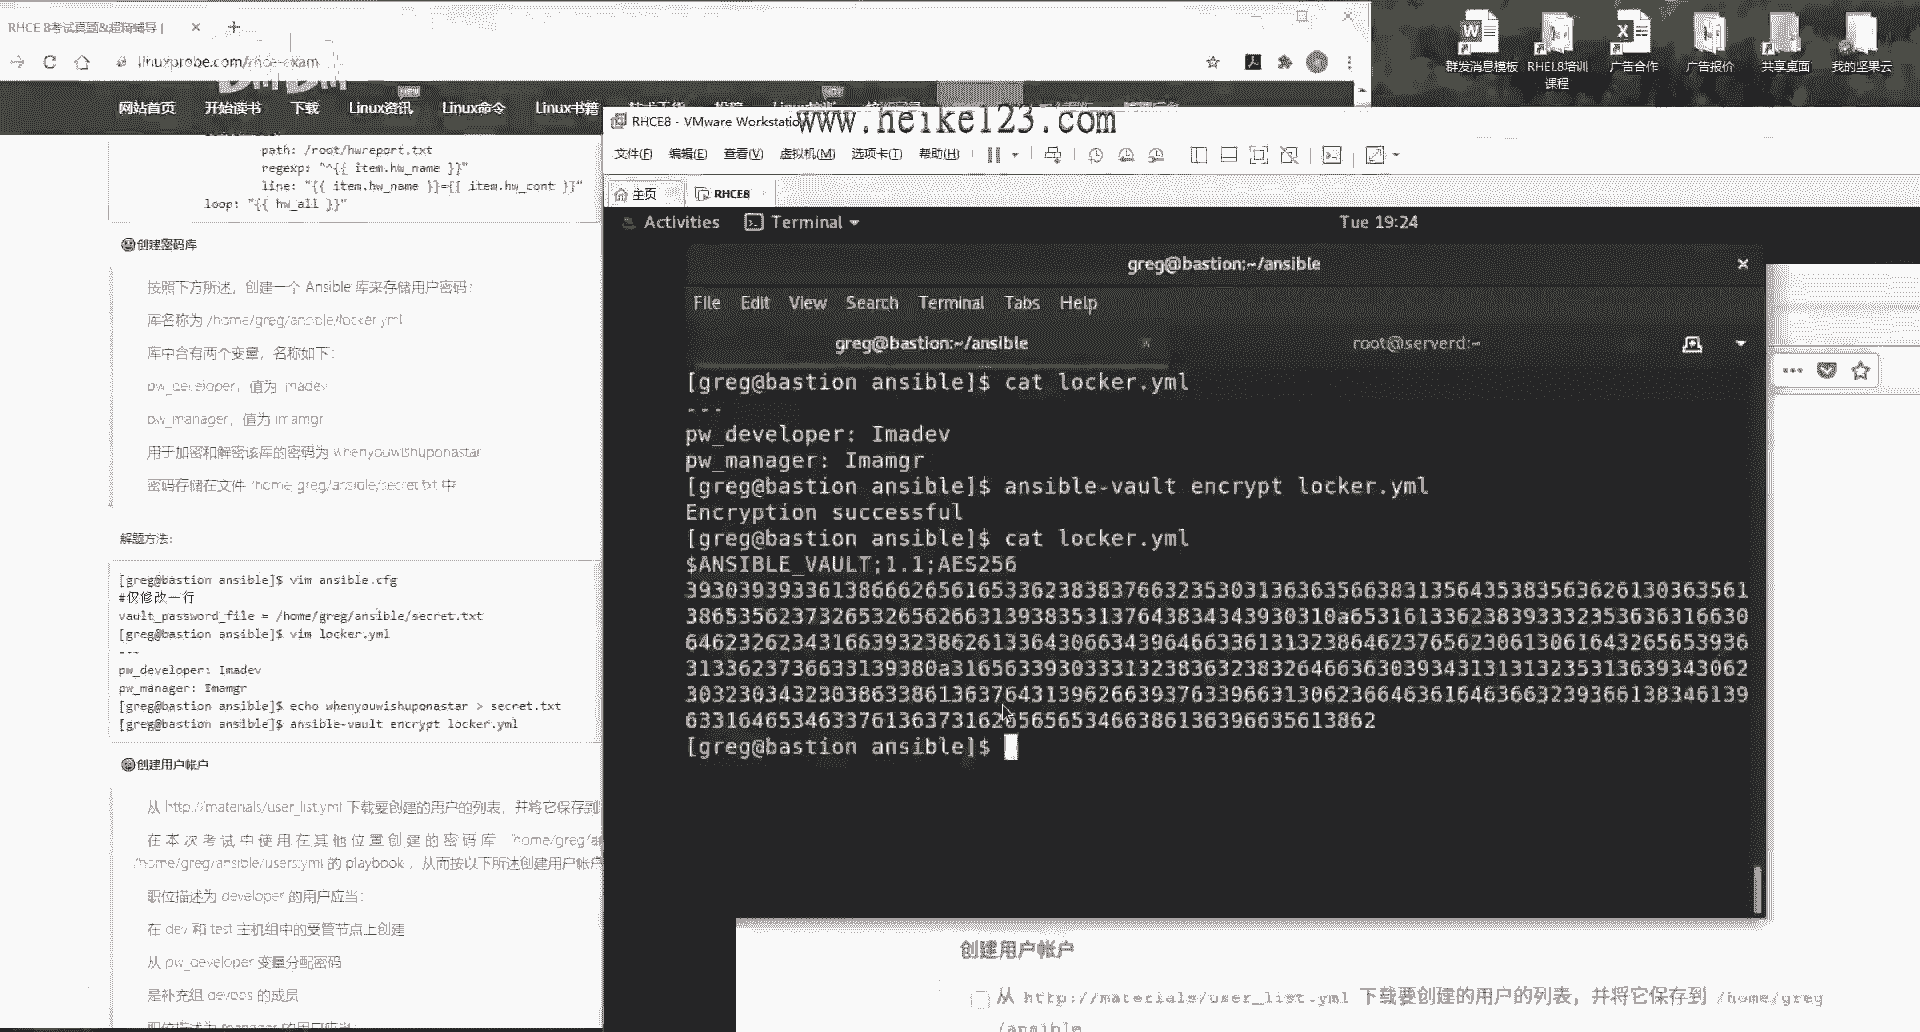 RHCE 8考试真题&超
linuxprobe.com/rhce-exam
网站首页 开始读书 下载 Linux资讯 Linux命令 Linux书籍
path: /root/hwreport.txt
regexp: "^{{ item.hw_name }}"
line: "{{ item.hw_name }}={{ item.hw_cont }}"
loop: "{{ hw_all }}"
创建密码库
按照下方所述，创建一个 Ansible 库来存储用户密码：
库名称为 /home/greg/ansible/locker.yml
库中含有两个变量，名称如下：
pw_developer，值为 Imadev
pw_manager，值为 Imamgr
用于加密和解密该库的密码为 whenyouwishuponastar
密码存储在文件 /home/greg/ansible/secret.txt 中
解题方法：
[greg@bastion ansible]$ vim ansible.cfg
#仅修改一行
vault_password_file = /home/greg/ansible/secret.txt
[greg@bastion ansible]$ vim locker.yml
---
pw_developer: Imadev
pw_manager: Imamgr
[greg@bastion ansible]$ echo whenyouwishuponastar > secret.txt
[greg@bastion ansible]$ ansible-vault encrypt locker.yml
创建用户帐户
从 http://materials/user_list.yml 下载要创建的用户的列表，并将它保存到
在本次考试中使用在其他位置创建的密码库 /home/greg/an
/home/greg/ansible/users.yml 的 playbook ，从而按以下所述创建用户帐户
职位描述为 developer 的用户应当：
在 dev 和 test 主机组中的受管节点上创建
从 pw_developer 变量分配密码
是补充组 devops 的成员
职位描述为 manager 的用户应当：
群发消息模板 RHEL8培训课程 广告合作 广告报价 共享桌面 我的坚果云
RHCE8 - VMware Workstation
www.heike123.com
文件(F) 编辑(E) 查看(V) 虚拟机(M) 选项卡(T) 帮助(H)
主页 RHCE8
Activities Terminal Tue 19:24
greg@bastion:~/ansible
File Edit View Search Terminal Tabs Help
greg@bastion:~/ansible root@serverd:~
[greg@bastion ansible]$ cat locker.yml
---
pw_developer: Imadev
pw_manager: Imamgr
[greg@bastion ansible]$ ansible-vault encrypt locker.yml
Encryption successful
[greg@bastion ansible]$ cat locker.yml
$ANSIBLE_VAULT;1.1;AES256
[greg@bastion ansible]$
创建用户帐户
从 http://materials/user_list.yml 下载要创建的用户的列表，并将它保存到 /home/greg
/ansible